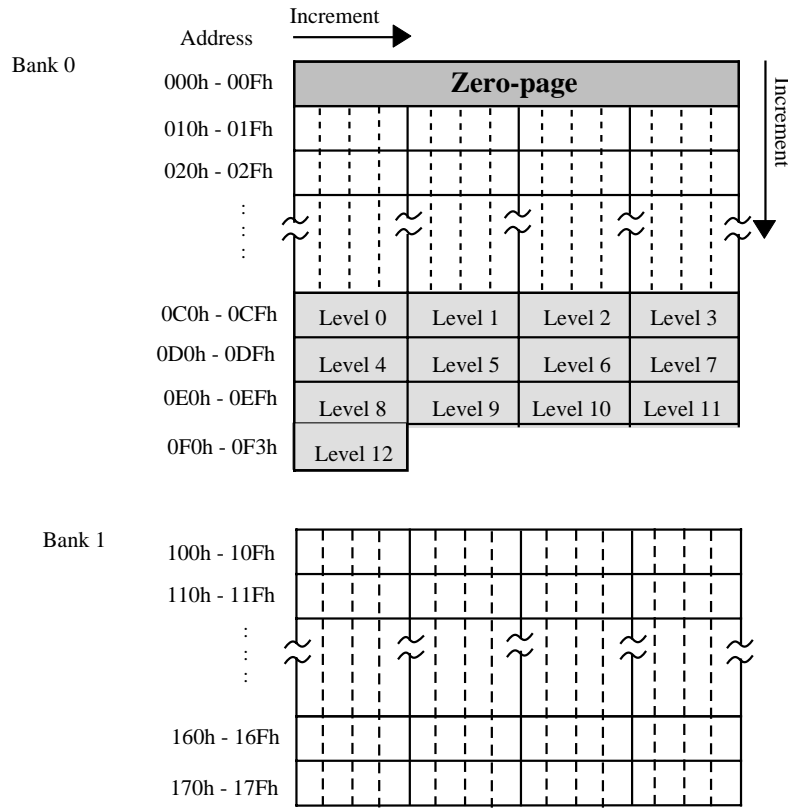 Increment
Address
Bank 0
000h - 00Fh Zero-page
Increment
010h - 01Fh
020h - 02Fh
:
:
:
0C0h - 0CFh Level 0 Level 1 Level 2 Level 3
0D0h - 0DFh Level 4 Level 5 Level 6 Level 7
0E0h - 0EFh Level 8 Level 9 Level 10 Level 11
0F0h - 0F3h Level 12
Bank 1
100h - 10Fh
110h - 11Fh
:
:
:
160h - 16Fh
170h - 17Fh